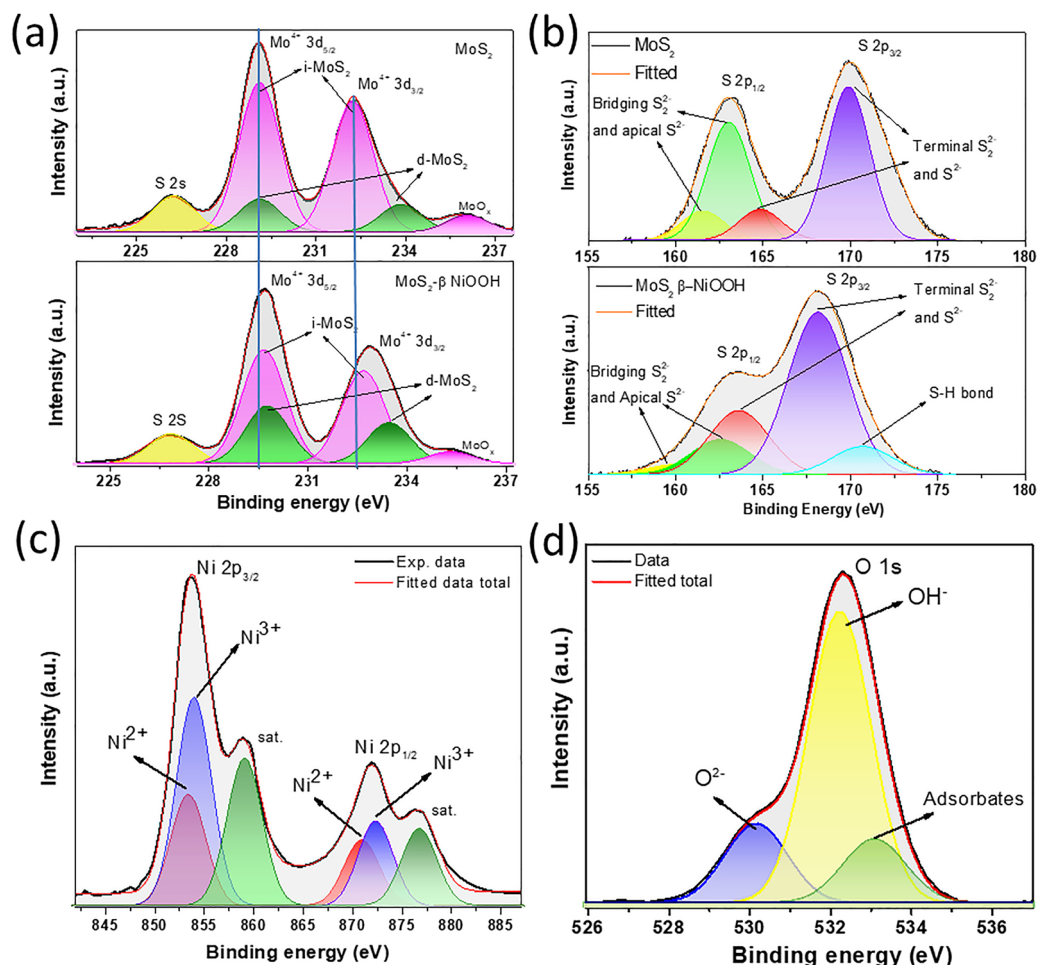 (a)
Mo⁴⁺ 3d₅/₂
MoS₂
i-MoS₂
Mo⁴⁺ 3d₃/₂
d-MoS₂
S 2s
MoOₓ
Intensity (a.u.)
225 228 231 234 237
Mo⁴⁺ 3d₅/₂
MoS₂-β NiOOH
i-MoS₂
Mo⁴⁺ 3d₃/₂
d-MoS₂
S 2S
MoOₓ
Intensity (a.u.)
225 228 231 234 237
Binding energy (eV)
(b)
MoS₂
Fitted
S 2p₃/₂
S 2p₁/₂
Bridging S₂²⁻
and apical S²⁻
Terminal S₂²⁻
and S²⁻
Intensity (a.u.)
155 160 165 170 175 180
MoS₂ β–NiOOH
Fitted
S 2p₃/₂
Terminal S₂²⁻
and S²⁻
S 2p₁/₂
Bridging S₂²⁻
and Apical S²⁻
S-H bond
Intensity (a.u.)
155 160 165 170 175 180
Binding Energy (eV)
(c)
Ni 2p₃/₂
Exp. data
Fitted data total
Ni³⁺
Ni²⁺
sat.
Ni 2p₁/₂
Ni³⁺
Ni²⁺
sat.
Intensity (a.u.)
845 850 855 860 865 870 875 880 885
Binding energy (eV)
(d)
Data
Fitted total
O 1s
OH⁻
O²⁻
Adsorbates
Intensity (a.u.)
526 528 530 532 534 536
Binding energy (eV)